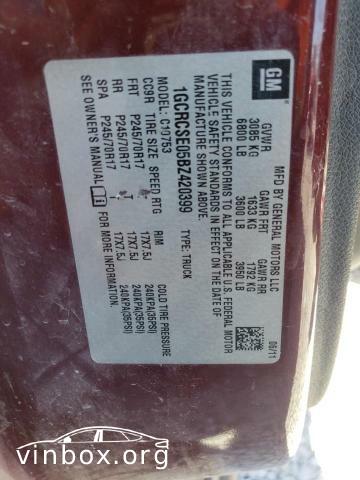 GM
MFD BY GENERAL MOTORS LLC
06/11
GVWR GAWR FRT GAWR RR
3085 KG 1633 KG 1792 KG
6800 LB 3600 LB 3950 LB
THIS VEHICLE CONFORMS TO ALL APPLICABLE U.S. FEDERAL MOTOR
VEHICLE SAFETY STANDARDS IN EFFECT ON THE DATE OF
MANUFACTURE SHOWN ABOVE.
1GCRCSE05BZ420399 TYPE: TRUCK
MODEL: C10753
CCSR TIRE SIZE SPEED RTG RIM COLD TIRE PRESSURE
FRT P245/70R17 T 17X7.5J 240KPA(35PSI)
RR P245/70R17 T 17X7.5J 240KPA(35PSI)
SPA P245/70R17 T 17X7.5J 240KPA(35PSI)
SEE OWNER'S MANUAL FOR MORE INFORMATION.
vinbox.org